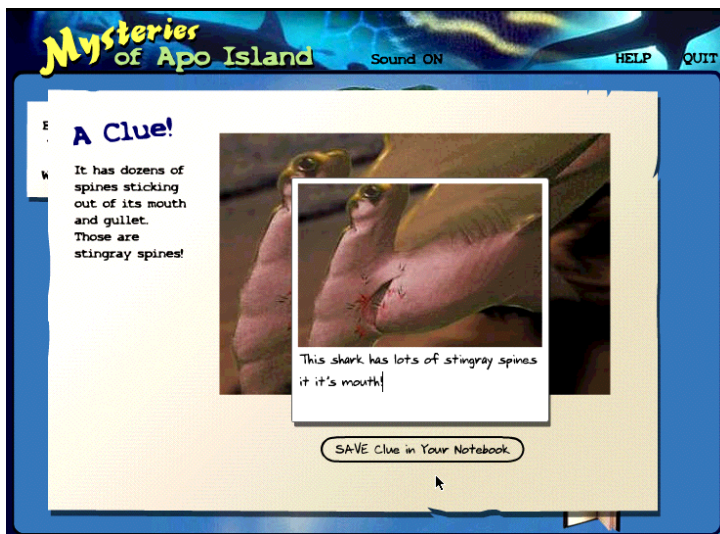 Mysteries
of Apo Island
Sound ON
HELP
QUIT
A Clue!
It has dozens of
spines sticking
out of its mouth
and gullet.
Those are
stingray spines!
This shark has lots of stingray spines
it it's mouth!
SAVE Clue in Your Notebook